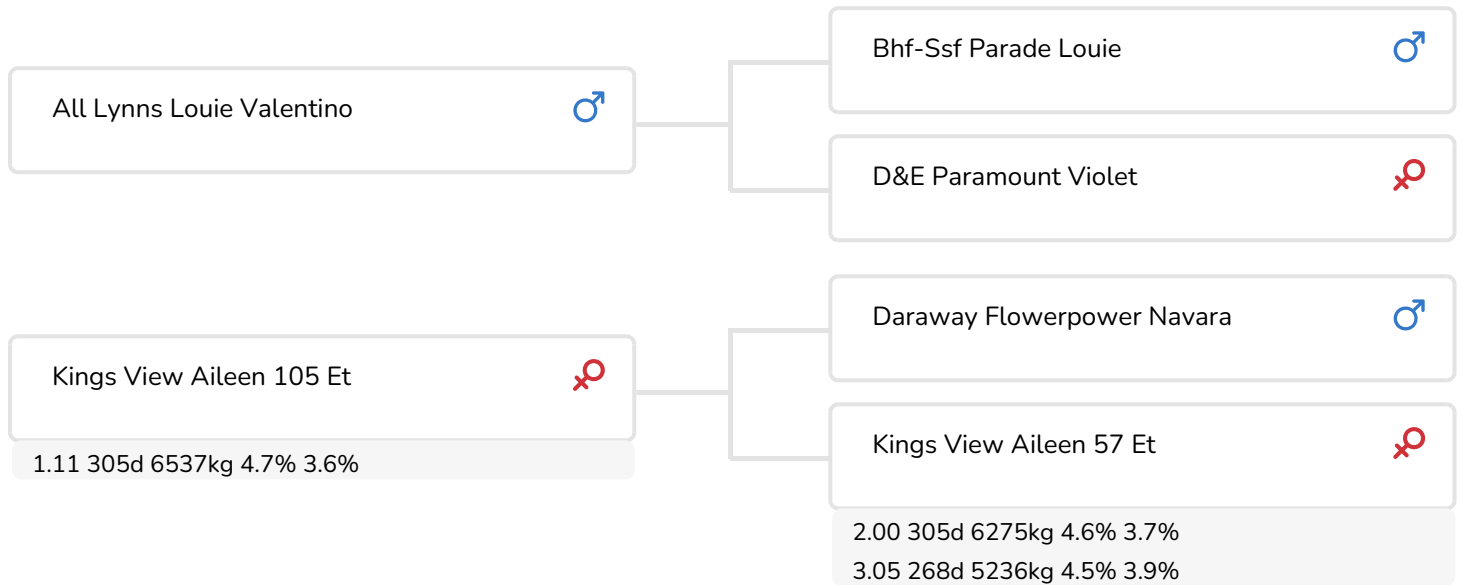 Bhf-Ssf Parade Louie
All Lynns Louie Valentino
D&E Paramount Violet
Daraway Flowerpower Navara
Kings View Aileen 105 Et
1.11 305d 6537kg 4.7% 3.6%
Kings View Aileen 57 Et
2.00 305d 6275kg 4.6% 3.7%
3.05 268d 5236kg 4.5% 3.9%